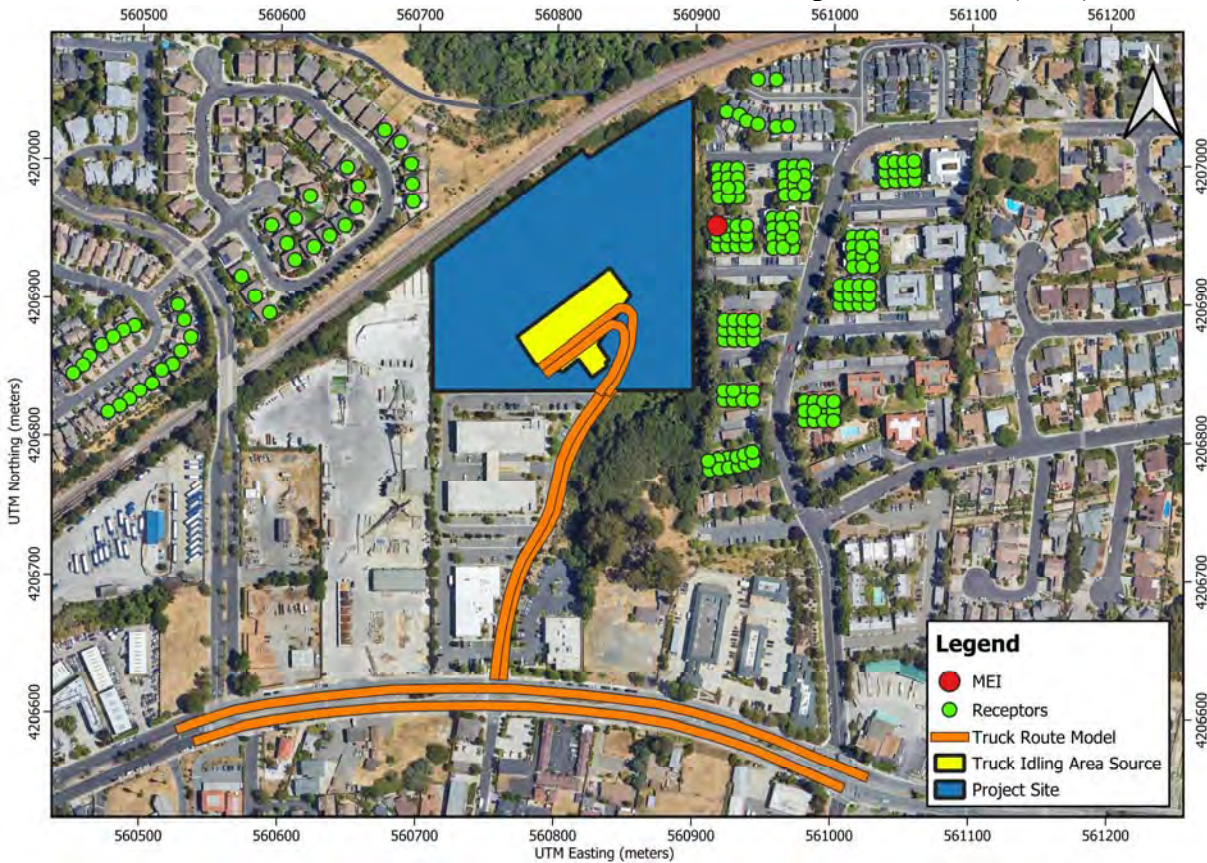 560500 560600 560700 560800 560900 561000 561100 561200
N
4207000 4207000
4206900 4206900
4206800 4206800
4206700 4206700
4206600 4206600
UTM Northing (meters)
Legend
MEI
Receptors
Truck Route Model
Truck Idling Area Source
Project Site
560500 560600 560700 560800 560900 561000 561100 561200
UTM Easting (meters)